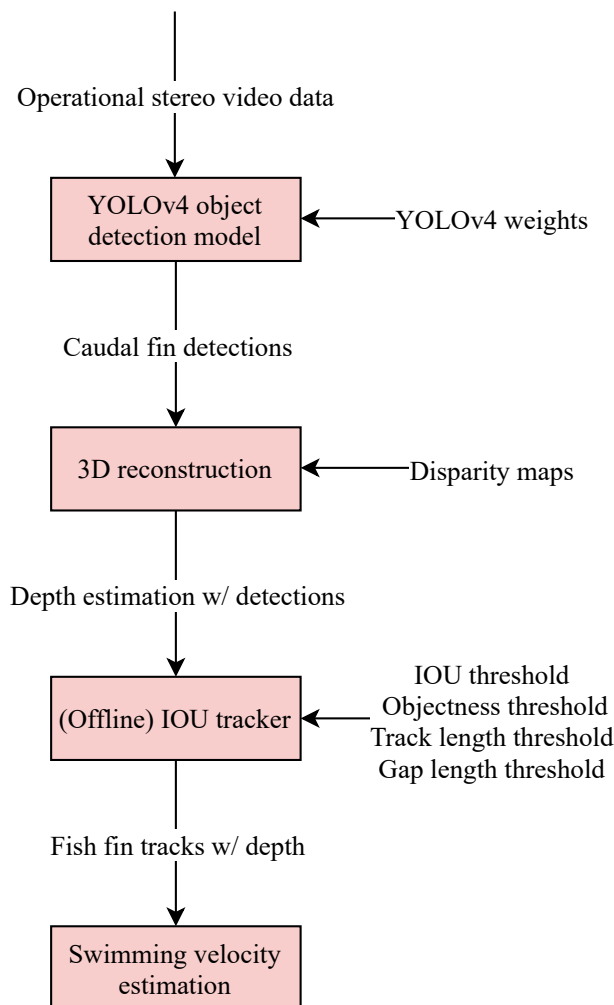 Operational stereo video data
YOLOv4 object
detection model
YOLOv4 weights
Caudal fin detections
3D reconstruction
Disparity maps
Depth estimation w/ detections
(Offline) IOU tracker
IOU threshold
Objectness threshold
Track length threshold
Gap length threshold
Fish fin tracks w/ depth
Swimming velocity
estimation